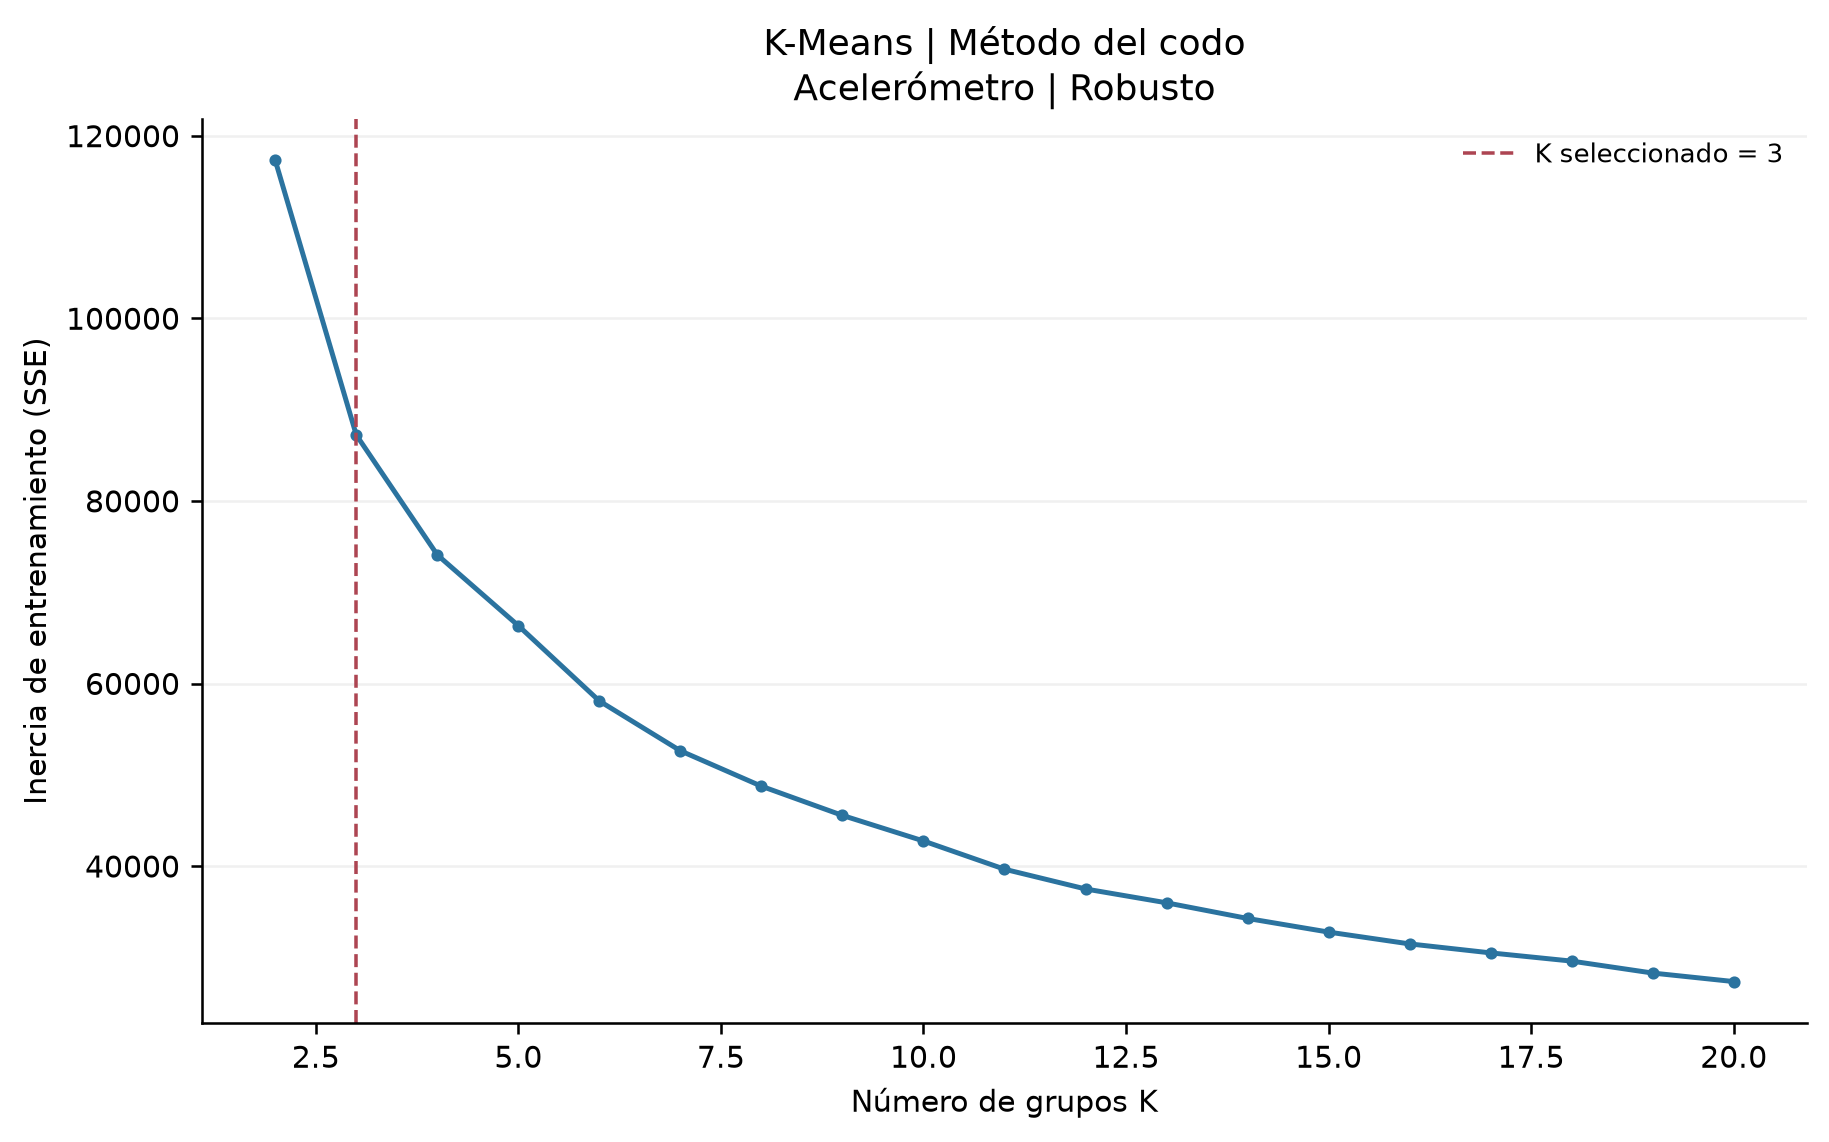 K-Means | Método del codo
Acelerómetro | Robusto
120000
100000
80000
60000
40000
Inercia de entrenamiento (SSE)
K seleccionado = 3
2.5 5.0 7.5 10.0 12.5 15.0 17.5 20.0
Número de grupos K